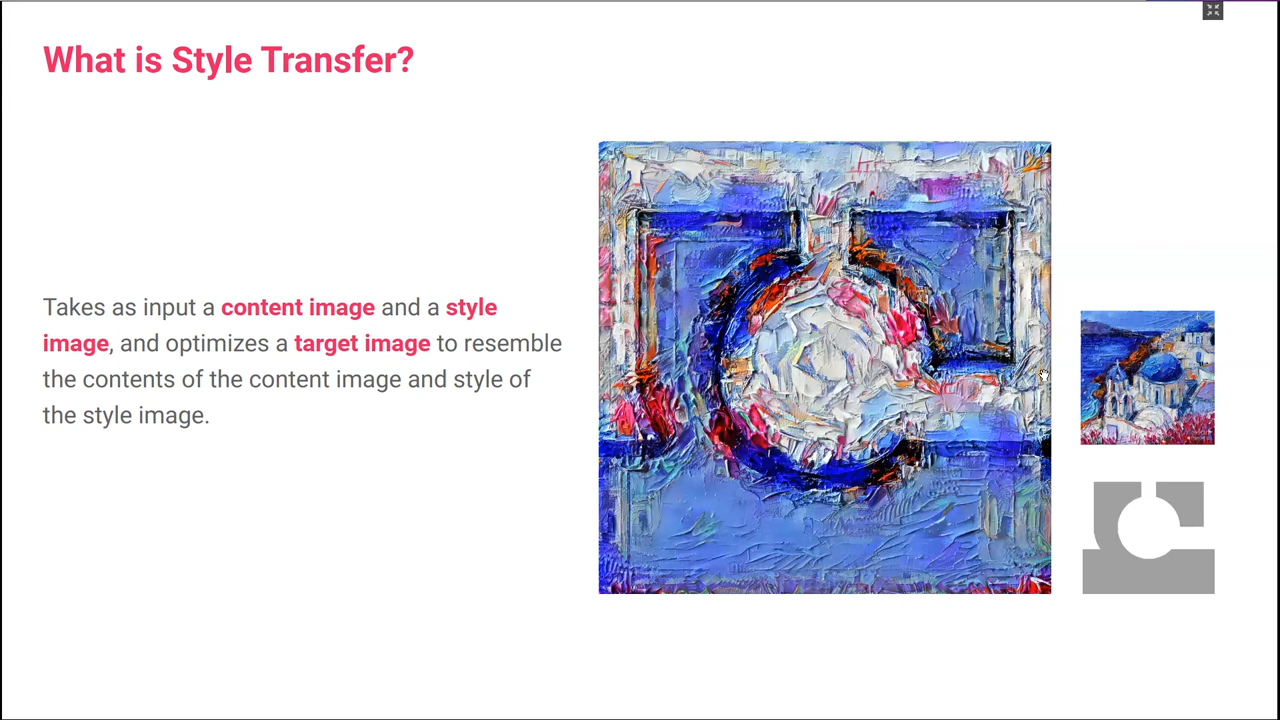 What is Style Transfer?
Takes as input a content image and a style
image, and optimizes a target image to resemble
the contents of the content image and style of
the style image.